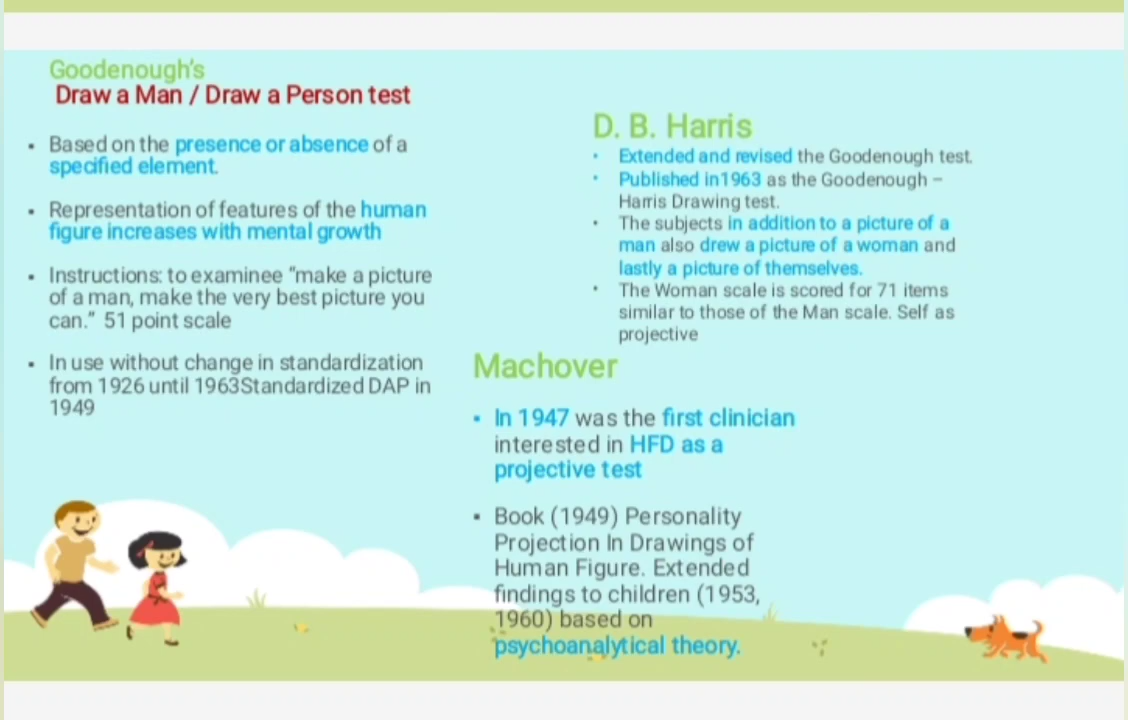 Goodenough's
Draw a Man / Draw a Person test
• Based on the presence or absence of a
specified element.
• Representation of features of the human
figure increases with mental growth
• Instructions: to examinee “make a picture
of a man, make the very best picture you
can.” 51 point scale
• In use without change in standardization
from 1926 until 1963Standardized DAP in
1949
D. B. Harris
• Extended and revised the Goodenough test.
• Published in1963 as the Goodenough –
Harris Drawing test.
• The subjects in addition to a picture of a
man also drew a picture of a woman and
lastly a picture of themselves.
• The Woman scale is scored for 71 items
similar to those of the Man scale. Self as
projective
Machover
• In 1947 was the first clinician
interested in HFD as a
projective test
• Book (1949) Personality
Projection In Drawings of
Human Figure. Extended
findings to children (1953,
1960) based on
psychoanalytical theory.